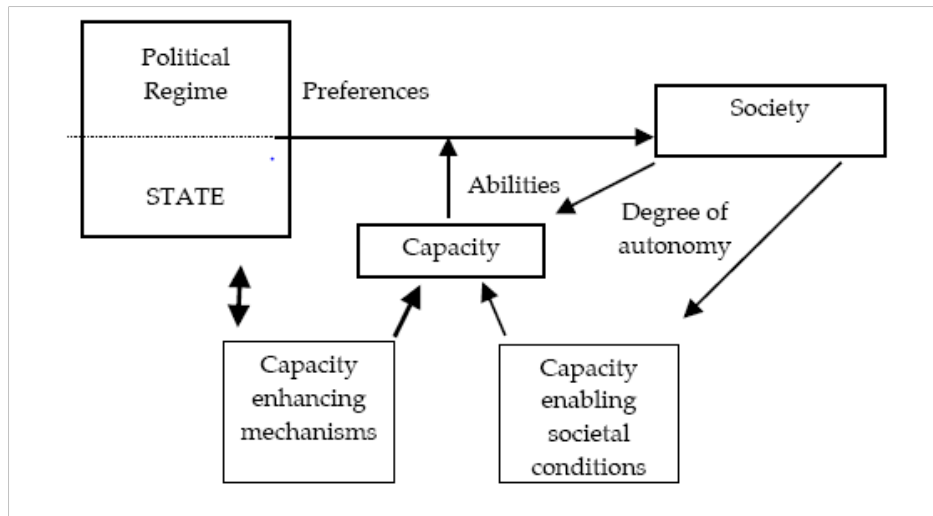 Political
Regime
Preferences
Society
STATE
Abilities
Degree of
autonomy
Capacity
Capacity
enhancing
mechanisms
Capacity
enabling
societal
conditions